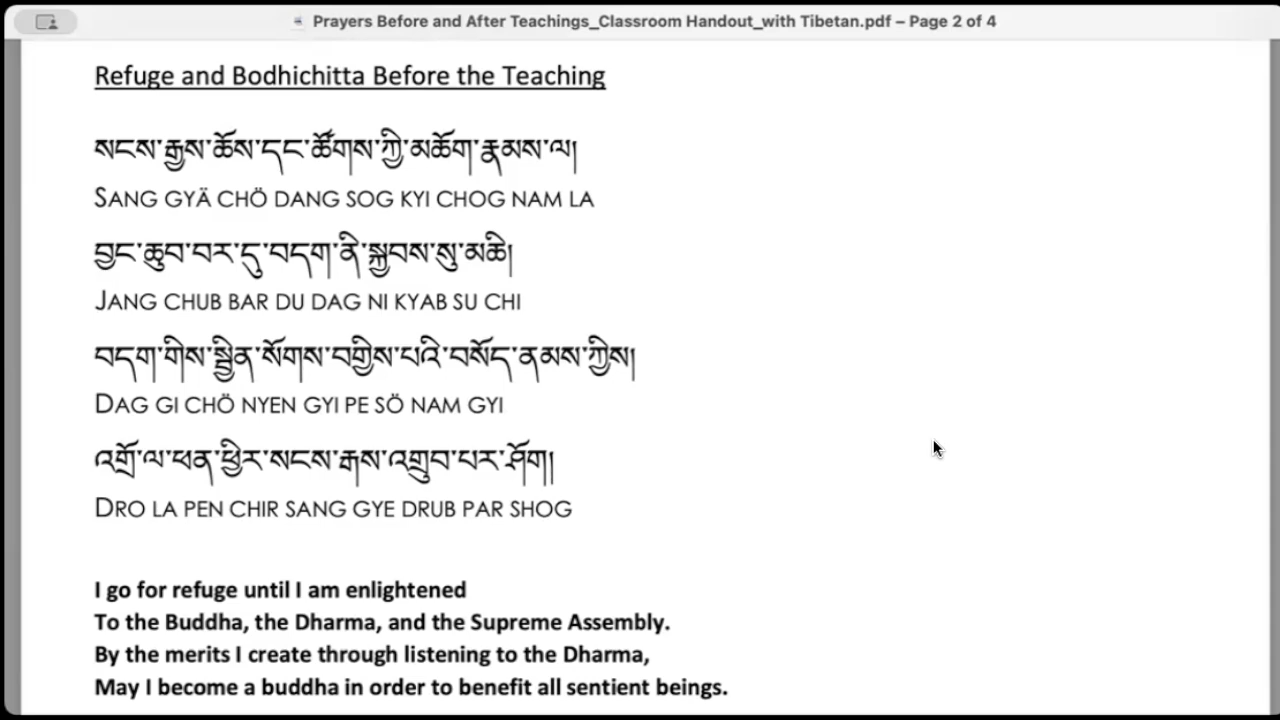 Prayers Before and After Teachings_Classroom Handout_with Tibetan.pdf – Page 2 of 4
Refuge and Bodhichitta Before the Teaching
སངས་རྒྱས་ཆོས་དང་ཚོགས་ཀྱི་མཆོག་རྣམས་ལ།
SANG GYÄ CHÖ DANG SOG KYI CHOG NAM LA
བྱང་ཆུབ་བར་དུ་བདག་ནི་སྐྱབས་སུ་མཆི།
JANG CHUB BAR DU DAG NI KYAB SU CHI
བདག་གིས་སྦྱིན་སོགས་བགྱིས་པའི་བསོད་ནམས་ཀྱིས།
DAG GI CHÖ NYEN GYI PE SÖ NAM GYI
འགྲོ་ལ་ཕན་ཕྱིར་སངས་རྒས་འགྲུབ་པར་ཤོག།
DRO LA PEN CHIR SANG GYE DRUB PAR SHOG
I go for refuge until I am enlightened
To the Buddha, the Dharma, and the Supreme Assembly.
By the merits I create through listening to the Dharma,
May I become a buddha in order to benefit all sentient beings.